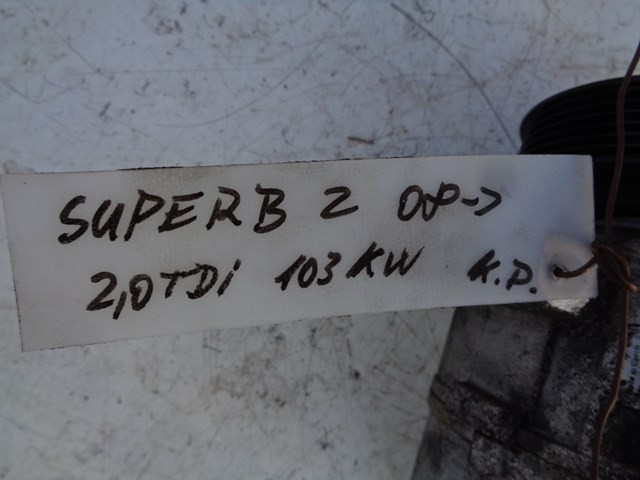 SUPERB 2 08->
2,0TDI 103KW K.P.